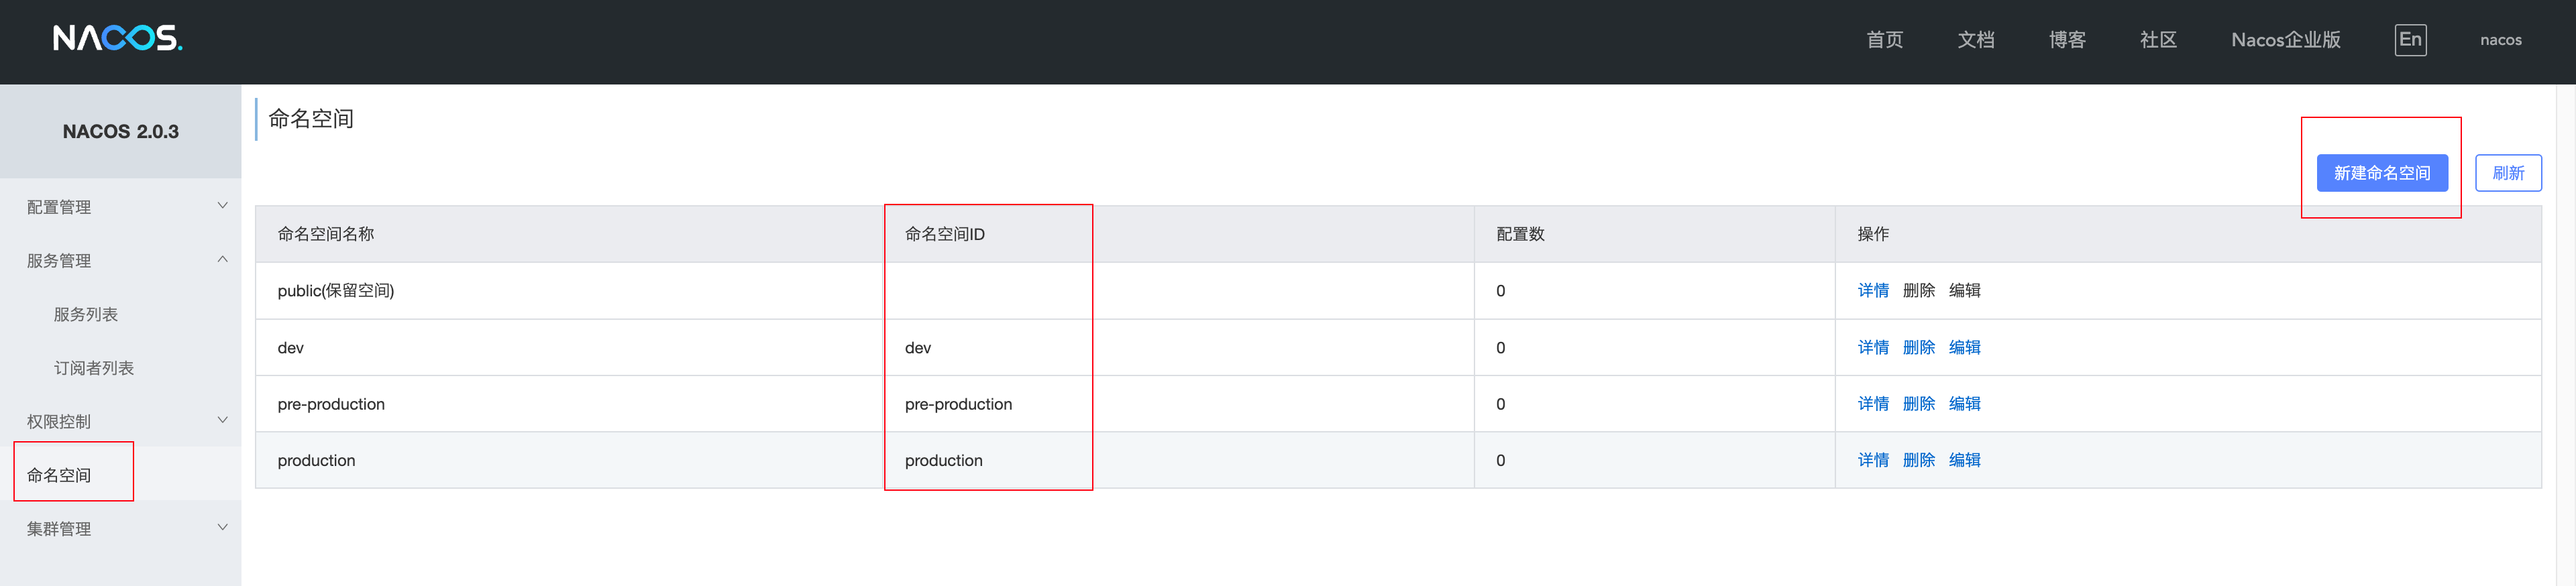 NACOS. 首页 文档 博客 社区 Nacos企业版 En nacos
NACOS 2.0.3
配置管理
服务管理
服务列表
订阅者列表
权限控制
命名空间
集群管理
命名空间
新建命名空间 刷新
命名空间名称 命名空间ID 配置数 操作
public(保留空间) 0 详情 删除 编辑
dev dev 0 详情 删除 编辑
pre-production pre-production 0 详情 删除 编辑
production production 0 详情 删除 编辑